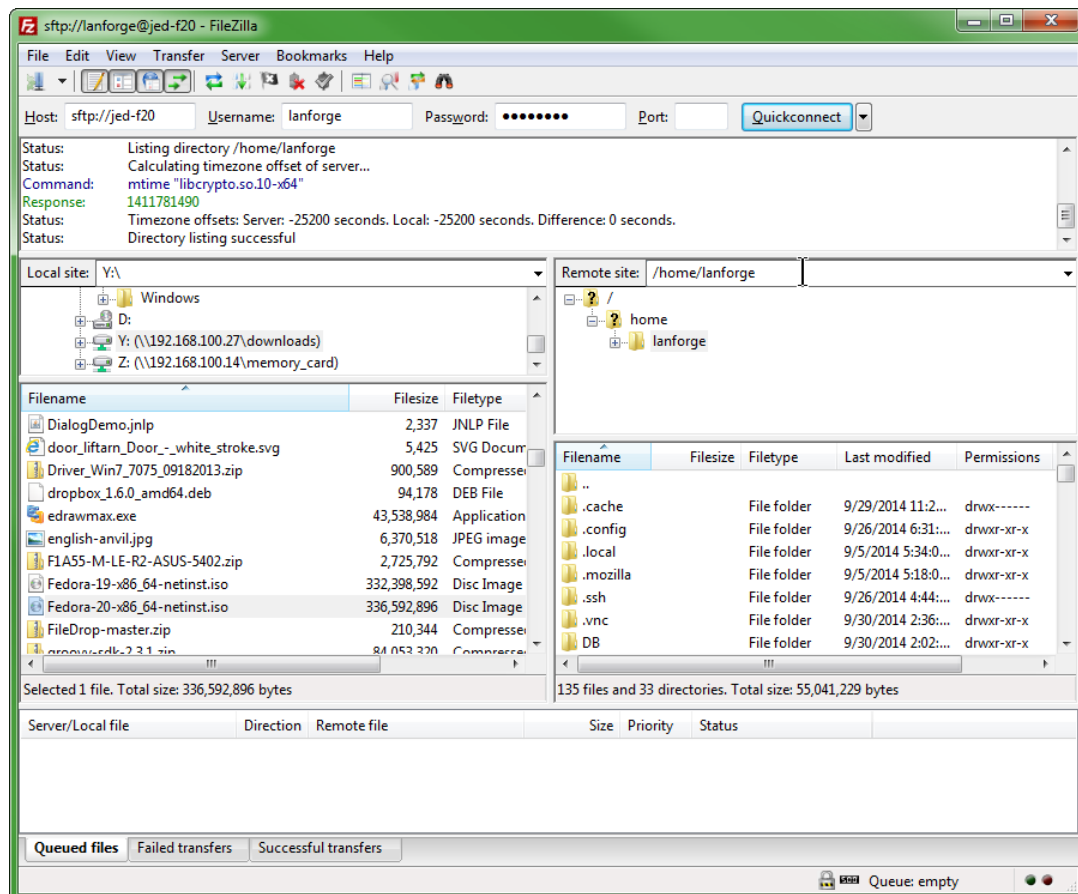 sftp://lanforge@jed-f20 - FileZilla
File Edit View Transfer Server Bookmarks Help
Host: sftp://jed-f20 Username: lanforge Password: •••••••• Port: Quickconnect
Status: Listing directory /home/lanforge
Status: Calculating timezone offset of server...
Command: mtime "libcrypto.so.10-x64"
Response: 1411781490
Status: Timezone offsets: Server: -25200 seconds. Local: -25200 seconds. Difference: 0 seconds.
Status: Directory listing successful
Local site: Y:\
Windows
D:
Y: (\\192.168.100.27\downloads)
Z: (\\192.168.100.14\memory_card)
Filename Filesize Filetype
DialogDemo.jnlp 2,337 JNLP File
door_liftarn_Door_-_white_stroke.svg 5,425 SVG Docum
Driver_Win7_7075_09182013.zip 900,589 Compresse
dropbox_1.6.0_amd64.deb 94,178 DEB File
edrawmax.exe 43,538,984 Application
english-anvil.jpg 6,370,518 JPEG image
F1A55-M-LE-R2-ASUS-5402.zip 2,725,792 Compresse
Fedora-19-x86_64-netinst.iso 332,398,592 Disc Image
Fedora-20-x86_64-netinst.iso 336,592,896 Disc Image
FileDrop-master.zip 210,344 Compresse
groovy-sdk-2.3.1.zip 84,053,320 Compresse
Selected 1 file. Total size: 336,592,896 bytes
Remote site: /home/lanforge
/
home
lanforge
Filename Filesize Filetype Last modified Permissions
..
.cache File folder 9/29/2014 11:2... drwx------
.config File folder 9/26/2014 6:31:... drwxr-xr-x
.local File folder 9/5/2014 5:34:0... drwxr-xr-x
.mozilla File folder 9/5/2014 5:18:0... drwxr-xr-x
.ssh File folder 9/26/2014 4:44:... drwx------
.vnc File folder 9/30/2014 2:36:... drwxr-xr-x
DB File folder 9/30/2014 2:02:... drwxr-xr-x
135 files and 33 directories. Total size: 55,041,229 bytes
Server/Local file Direction Remote file Size Priority Status
Queued files Failed transfers Successful transfers
Queue: empty